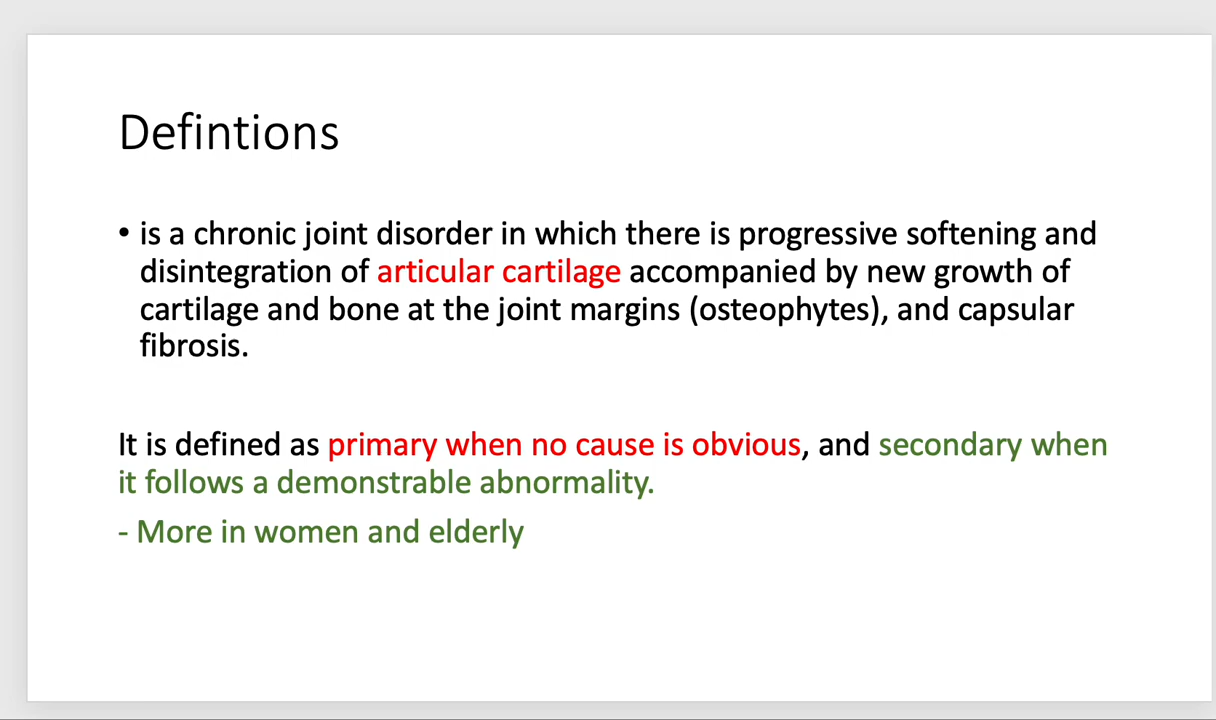 Defintions
• is a chronic joint disorder in which there is progressive softening and
disintegration of articular cartilage accompanied by new growth of
cartilage and bone at the joint margins (osteophytes), and capsular
fibrosis.
It is defined as primary when no cause is obvious, and secondary when
it follows a demonstrable abnormality.
- More in women and elderly